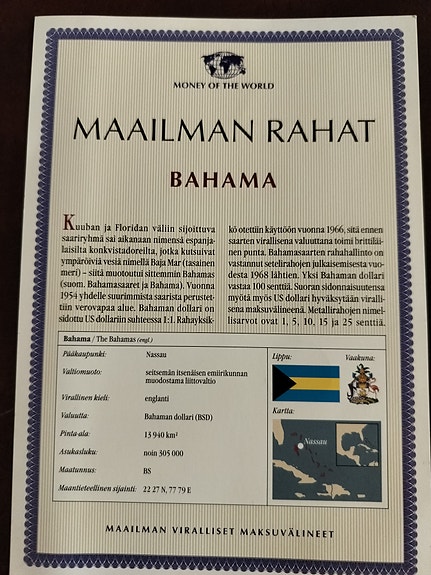 MONEY OF THE WORLD
MAAILMAN RAHAT
BAHAMA
Kuuban ja Floridan väliin sijoittuva
saariryhmä sai aikanaan nimensä espanja-
laisilta konkvistadoreilta, jotka kutsuivat
ympäröiviä vesiä nimellä Baja Mar (tasainen
meri) – siitä muotoutui sittemmin Bahamas
(suom. Bahamasaaret ja Bahama). Vuonna
1954 yhdelle suurimmista saarista perustet-
tiin verovapaa alue. Bahaman dollari on
sidottu US dollariin suhteessa 1:1. Rahayksik-
kö otettiin käyttöön vuonna 1966, sitä ennen
saarten virallisena valuuttana toimi brittiläi-
nen punta. Bahamasaarten rahahallinto on
vastannut setelirahojen julkaisemisesta vuo-
desta 1968 lähtien. Yksi Bahaman dollari
vastaa 100 senttiä. Suoran sidonnaisuutensa
myötä myös US dollari hyväksytään viralli-
sena maksuvälineenä. Metallirahojen nimel-
lisarvot ovat 1, 5, 10, 15 ja 25 senttiä.
Bahama / The Bahamas (engl.)
Pääkaupunki: Nassau
Valtiomuoto: seitsemän itsenäisen emiirikunnan
muodostama liittovaltio
Virallinen kieli: englanti
Valuutta: Bahaman dollari (BSD)
Pinta-ala: 13 940 km²
Asukasluku: noin 305 000
Maatunnus: BS
Maantieteellinen sijainti: 22 27 N, 77 79 E
Lippu: Vaakuna:
Kartta:
Nassau
MAAILMAN VIRALLISET MAKSUVÄLINEET